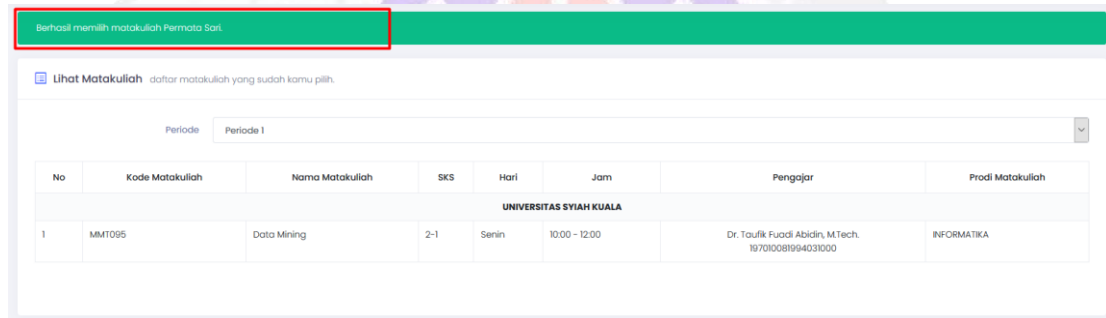 Berhasil memilih matakuliah Permata Sari.
Lihat Matakuliah daftar matakuliah yang sudah kamu pilih.
Periode Periode 1
No Kode Matakuliah Nama Matakuliah SKS Hari Jam Pengajar Prodi Matakuliah
UNIVERSITAS SYIAH KUALA
1 MMT095 Data Mining 2-1 Senin 10:00 - 12:00 Dr. Taufik Fuadi Abidin, M.Tech. INFORMATIKA
197010081994031000